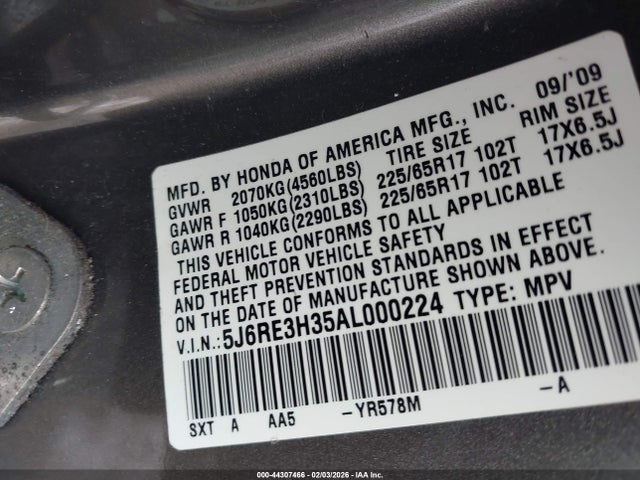 MFD. BY HONDA OF AMERICA MFG., INC. 09/'09
GVWR 2070KG(4560LBS) TIRE SIZE RIM SIZE
GAWR F 1050KG(2310LBS) 225/65R17 102T 17X6.5J
GAWR R 1040KG(2290LBS) 225/65R17 102T 17X6.5J
THIS VEHICLE CONFORMS TO ALL APPLICABLE
FEDERAL MOTOR VEHICLE SAFETY
AND THEFT PREVENTION STANDARDS IN EFFECT
ON THE DATE OF MANUFACTURE SHOWN ABOVE.
V.I.N.:5J6RE3H35AL000224 TYPE: MPV
SXT A AA5 -YR578M -A
000-44307466 - 02/03/2026 - IAA Inc.